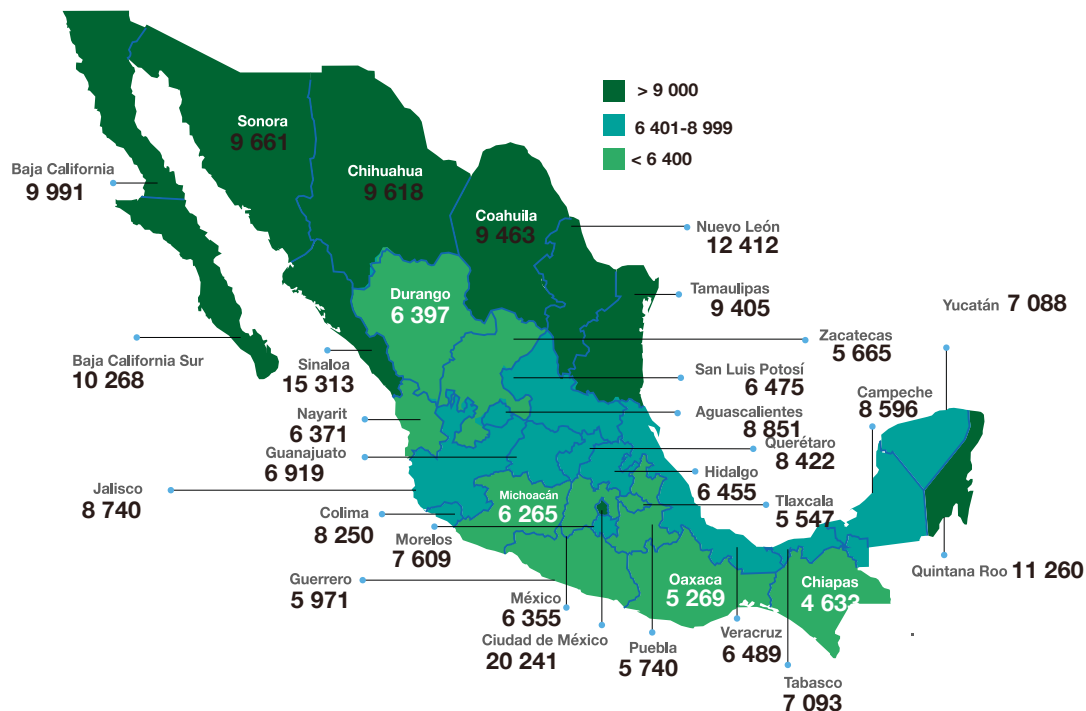 > 9 000
6 401-8 999
< 6 400
Sonora
9 661
Baja California
9 991
Chihuahua
9 618
Coahuila
9 463
Nuevo León
12 412
Durango
6 397
Tamaulipas
9 405
Yucatán 7 088
Zacatecas
5 665
Baja California Sur
10 268
Sinaloa
15 313
San Luis Potosí
6 475
Campeche
8 596
Nayarit
6 371
Aguascalientes
8 851
Guanajuato
6 919
Querétaro
8 422
Hidalgo
6 455
Jalisco
8 740
Michoacán
6 265
Tlaxcala
5 547
Colima
8 250
Morelos
7 609
Guerrero
5 971
Oaxaca
5 269
Chiapas
4 633
Quintana Roo 11 260
México
6 355
Ciudad de México
20 241
Puebla
5 740
Veracruz
6 489
Tabasco
7 093